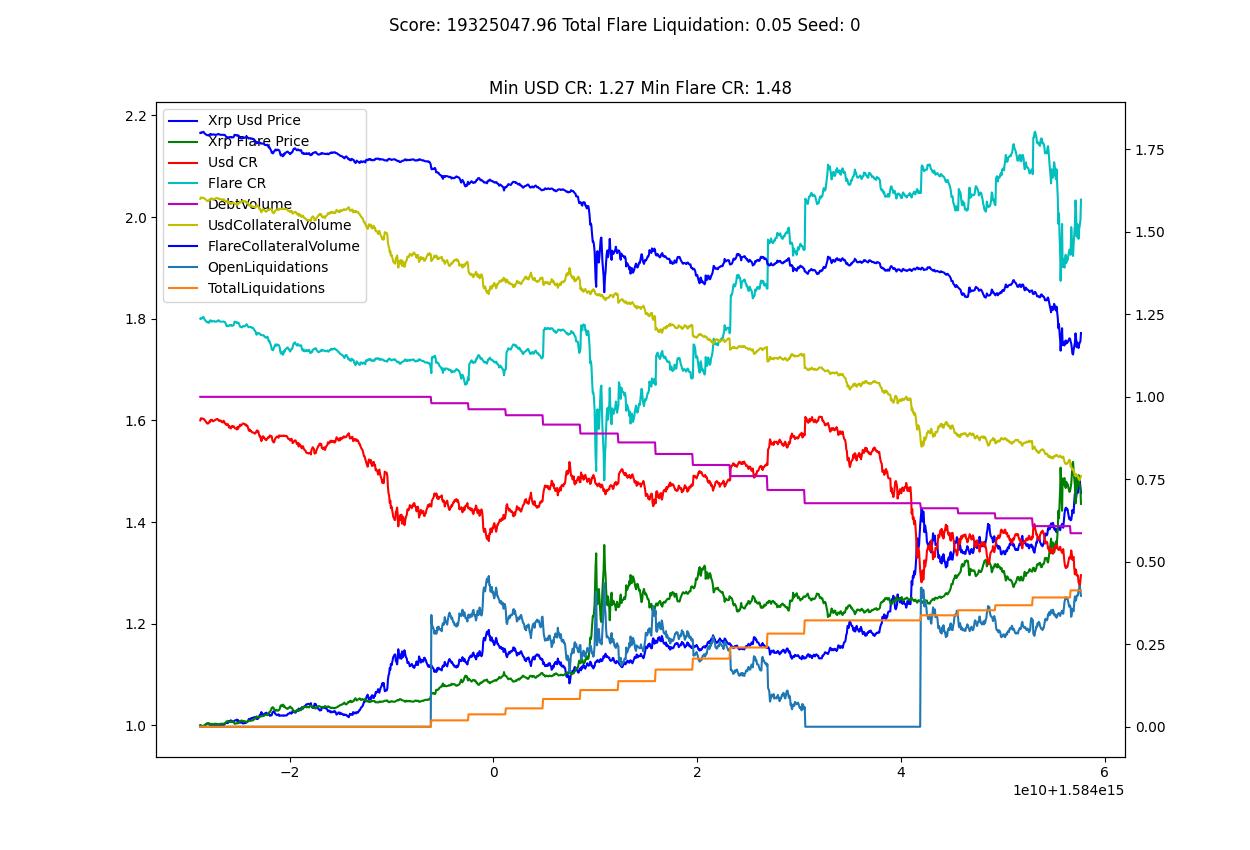 Score: 19325047.96 Total Flare Liquidation: 0.05 Seed: 0
Min USD CR: 1.27 Min Flare CR: 1.48
Xrp Usd Price
Xrp Flare Price
Usd CR
Flare CR
DebtVolume
UsdCollateralVolume
FlareCollateralVolume
OpenLiquidations
TotalLiquidations
2.2
2.0
1.8
1.6
1.4
1.2
1.0
1.75
1.50
1.25
1.00
0.75
0.50
0.25
0.00
−2 0 2 4 6
1e10+1.584e15